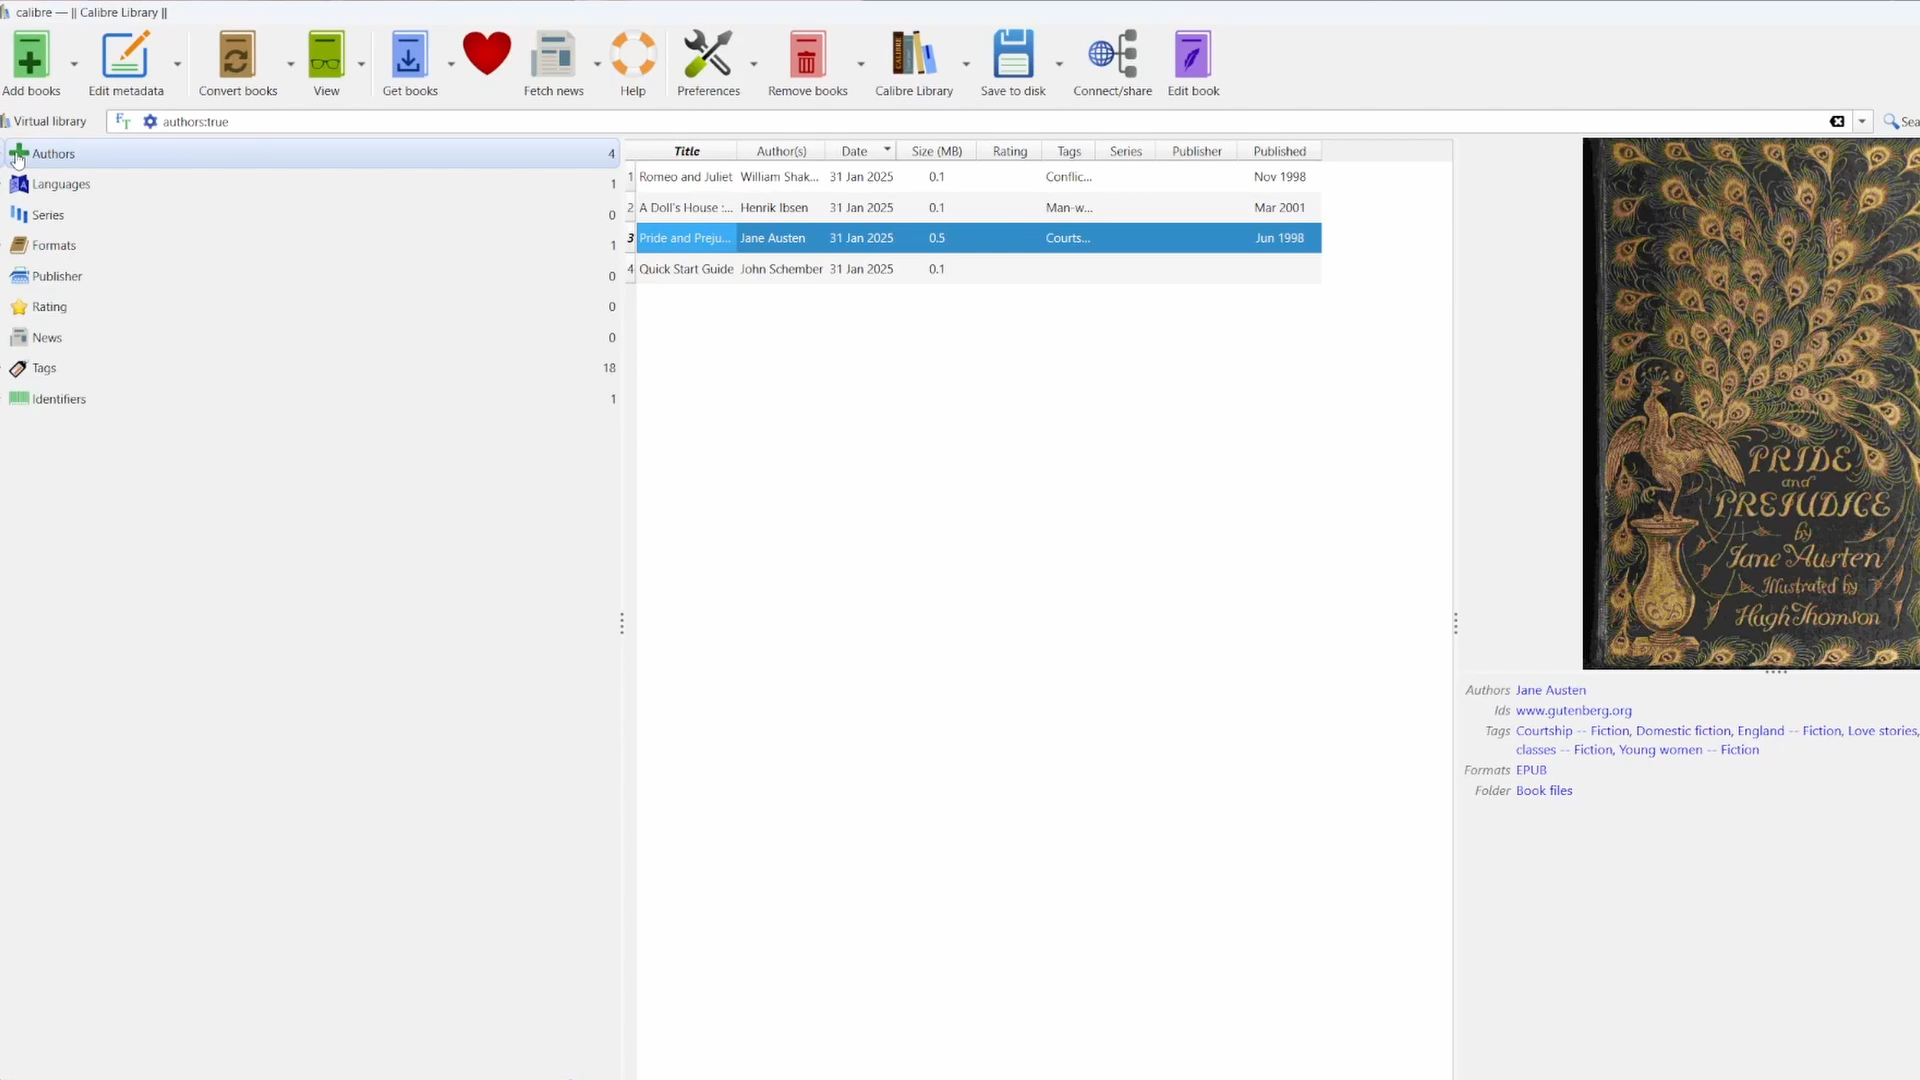 calibre — || Calibre Library ||
Add books Edit metadata Convert books View Get books Fetch news Help Preferences Remove books Calibre Library Save to disk Connect/share Edit book
Virtual library FT authors:true
Authors 4
Languages 1
Series 0
Formats 1
Publisher 0
Rating 0
News 0
Tags 18
Identifiers 1
Title Author(s) Date Size (MB) Rating Tags Series Publisher Published
1 Romeo and Juliet William Shak... 31 Jan 2025 0.1 Conflic... Nov 1998
2 A Doll's House :... Henrik Ibsen 31 Jan 2025 0.1 Man-w... Mar 2001
3 Pride and Preju... Jane Austen 31 Jan 2025 0.5 Courts... Jun 1998
4 Quick Start Guide John Schember 31 Jan 2025 0.1
PRIDE
and
PREJUDICE
by
Jane Austen
Illustrated by
Hugh Thomson
Authors Jane Austen
Ids www.gutenberg.org
Tags Courtship -- Fiction, Domestic fiction, England -- Fiction, Love stories,
classes -- Fiction, Young women -- Fiction
Formats EPUB
Folder Book files